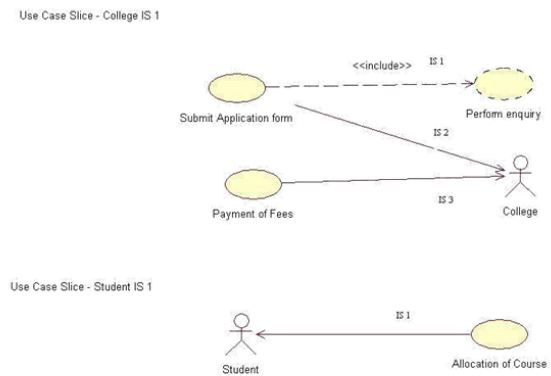 Use Case Slice - College IS 1
<<include>>
IS 1
Submit Application form
Perform enquiry
IS 2
Payment of Fees
IS 3
College
Use Case Slice - Student IS 1
IS 1
Student
Allocation of Course